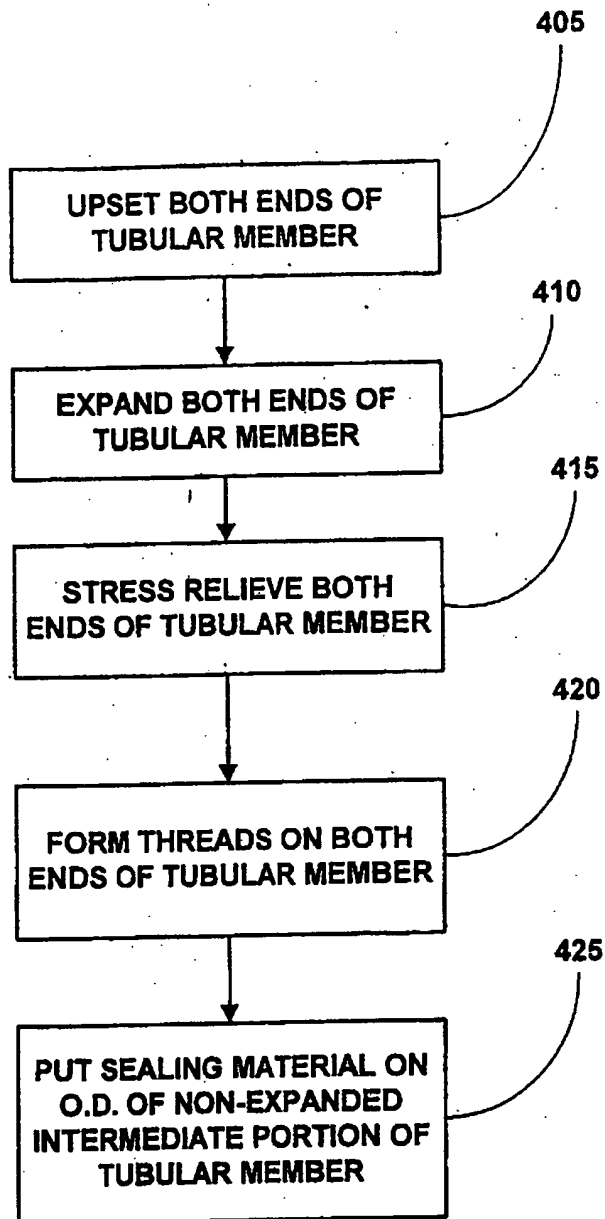 405
UPSET BOTH ENDS OF
TUBULAR MEMBER
410
EXPAND BOTH ENDS OF
TUBULAR MEMBER
415
STRESS RELIEVE BOTH
ENDS OF TUBULAR MEMBER
420
FORM THREADS ON BOTH
ENDS OF TUBULAR MEMBER
425
PUT SEALING MATERIAL ON
O.D. OF NON-EXPANDED
INTERMEDIATE PORTION OF
TUBULAR MEMBER